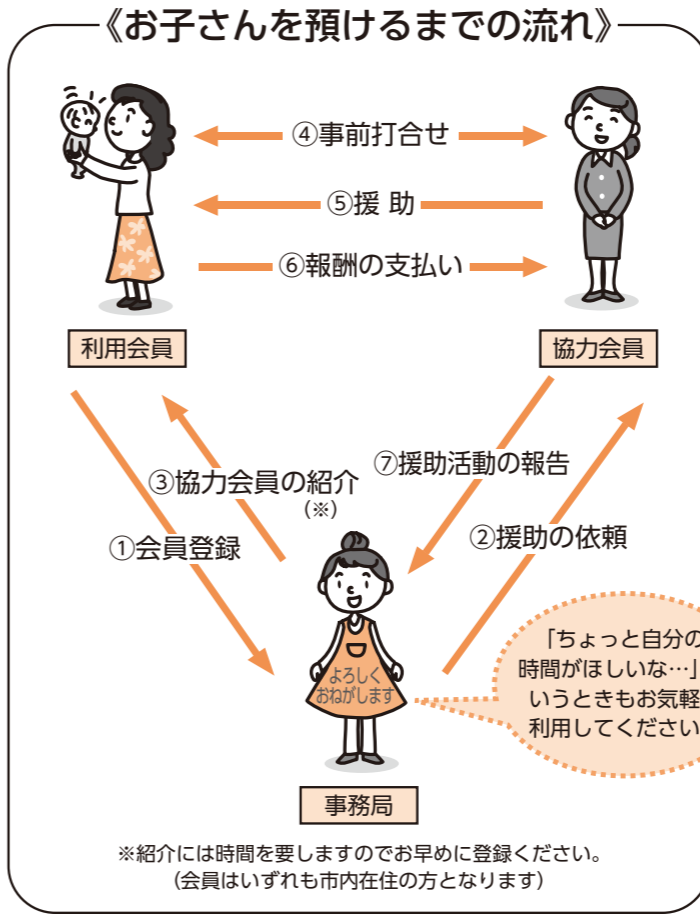 《お子さんを預けるまでの流れ》
④事前打合せ
⑤援 助
⑥報酬の支払い
利用会員
協力会員
⑦援助活動の報告
③協力会員の紹介
(※)
②援助の依頼
①会員登録
「ちょっと自分の
時間がほしいな…」
いうときもお気軽
利用してください
よろしく
おねがします
事務局
※紹介には時間を要しますのでお早めに登録ください。
(会員はいずれも市内在住の方となります)